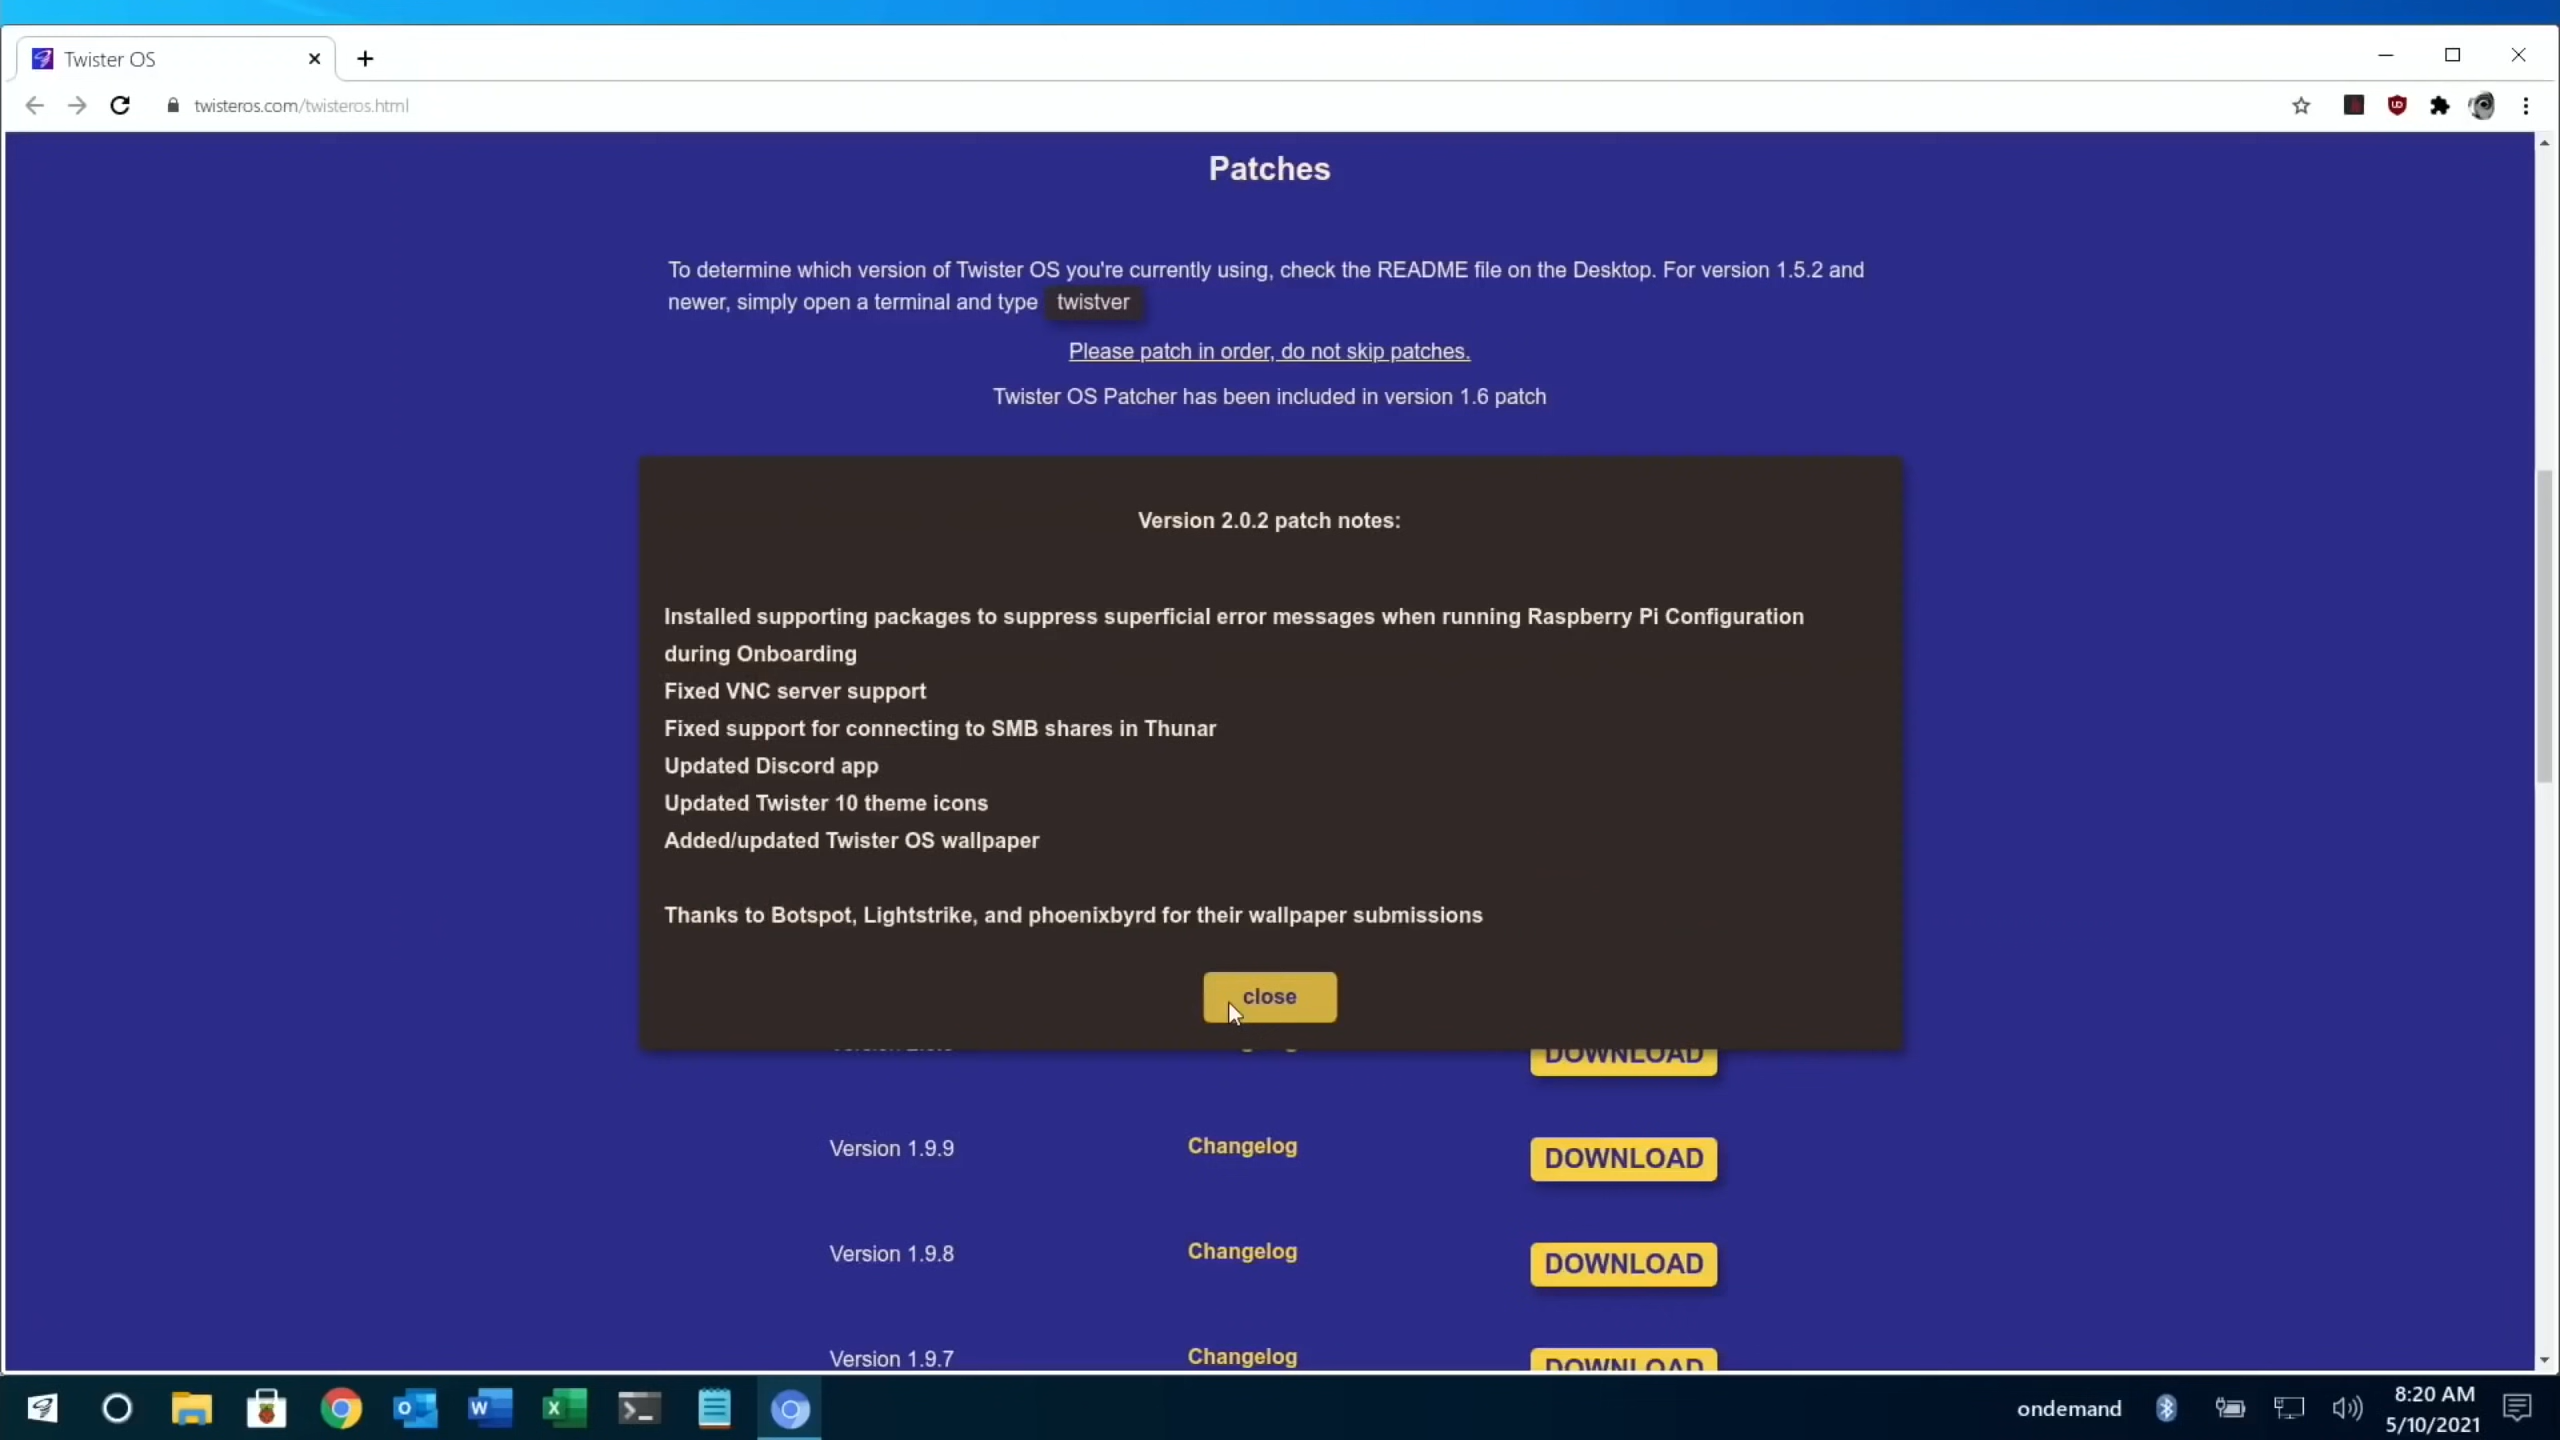 Twister OS
twisteros.com/twisteros.html
Patches
To determine which version of Twister OS you're currently using, check the README file on the Desktop. For version 1.5.2 and
newer, simply open a terminal and type twistver
Please patch in order, do not skip patches.
Twister OS Patcher has been included in version 1.6 patch
Version 2.0.2 patch notes:
Installed supporting packages to suppress superficial error messages when running Raspberry Pi Configuration
during Onboarding
Fixed VNC server support
Fixed support for connecting to SMB shares in Thunar
Updated Discord app
Updated Twister 10 theme icons
Added/updated Twister OS wallpaper
Thanks to Botspot, Lightstrike, and phoenixbyrd for their wallpaper submissions
close
DOWNLOAD
Version 1.9.9 Changelog DOWNLOAD
Version 1.9.8 Changelog DOWNLOAD
Version 1.9.7 Changelog DOWNLOAD
ondemand
8:20 AM
5/10/2021